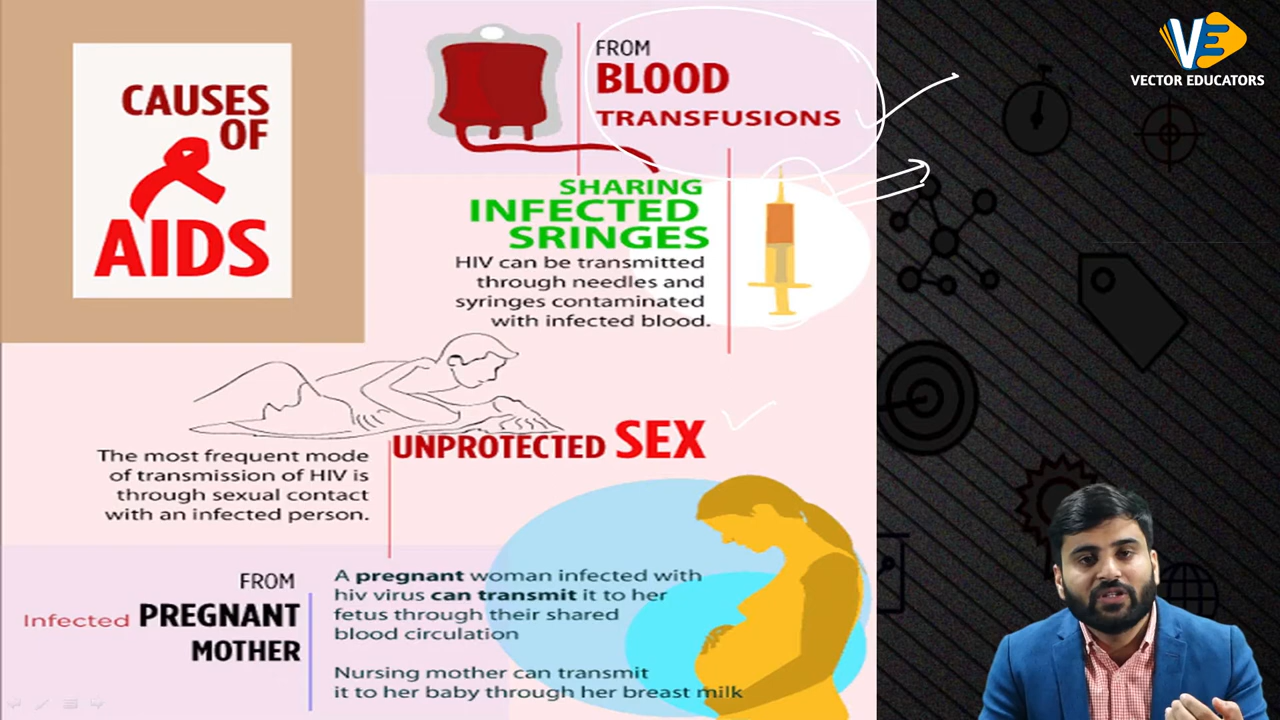 CAUSES
OF
AIDS
FROM
BLOOD
TRANSFUSIONS
SHARING
INFECTED
SRINGES
HIV can be transmitted
through needles and
syringes contaminated
with infected blood.
UNPROTECTED SEX
The most frequent mode
of transmission of HIV is
through sexual contact
with an infected person.
FROM
Infected PREGNANT
MOTHER
A pregnant woman infected with
hiv virus can transmit it to her
fetus through their shared
blood circulation
Nursing mother can transmit
it to her baby through her breast milk
VE
VECTOR EDUCATORS